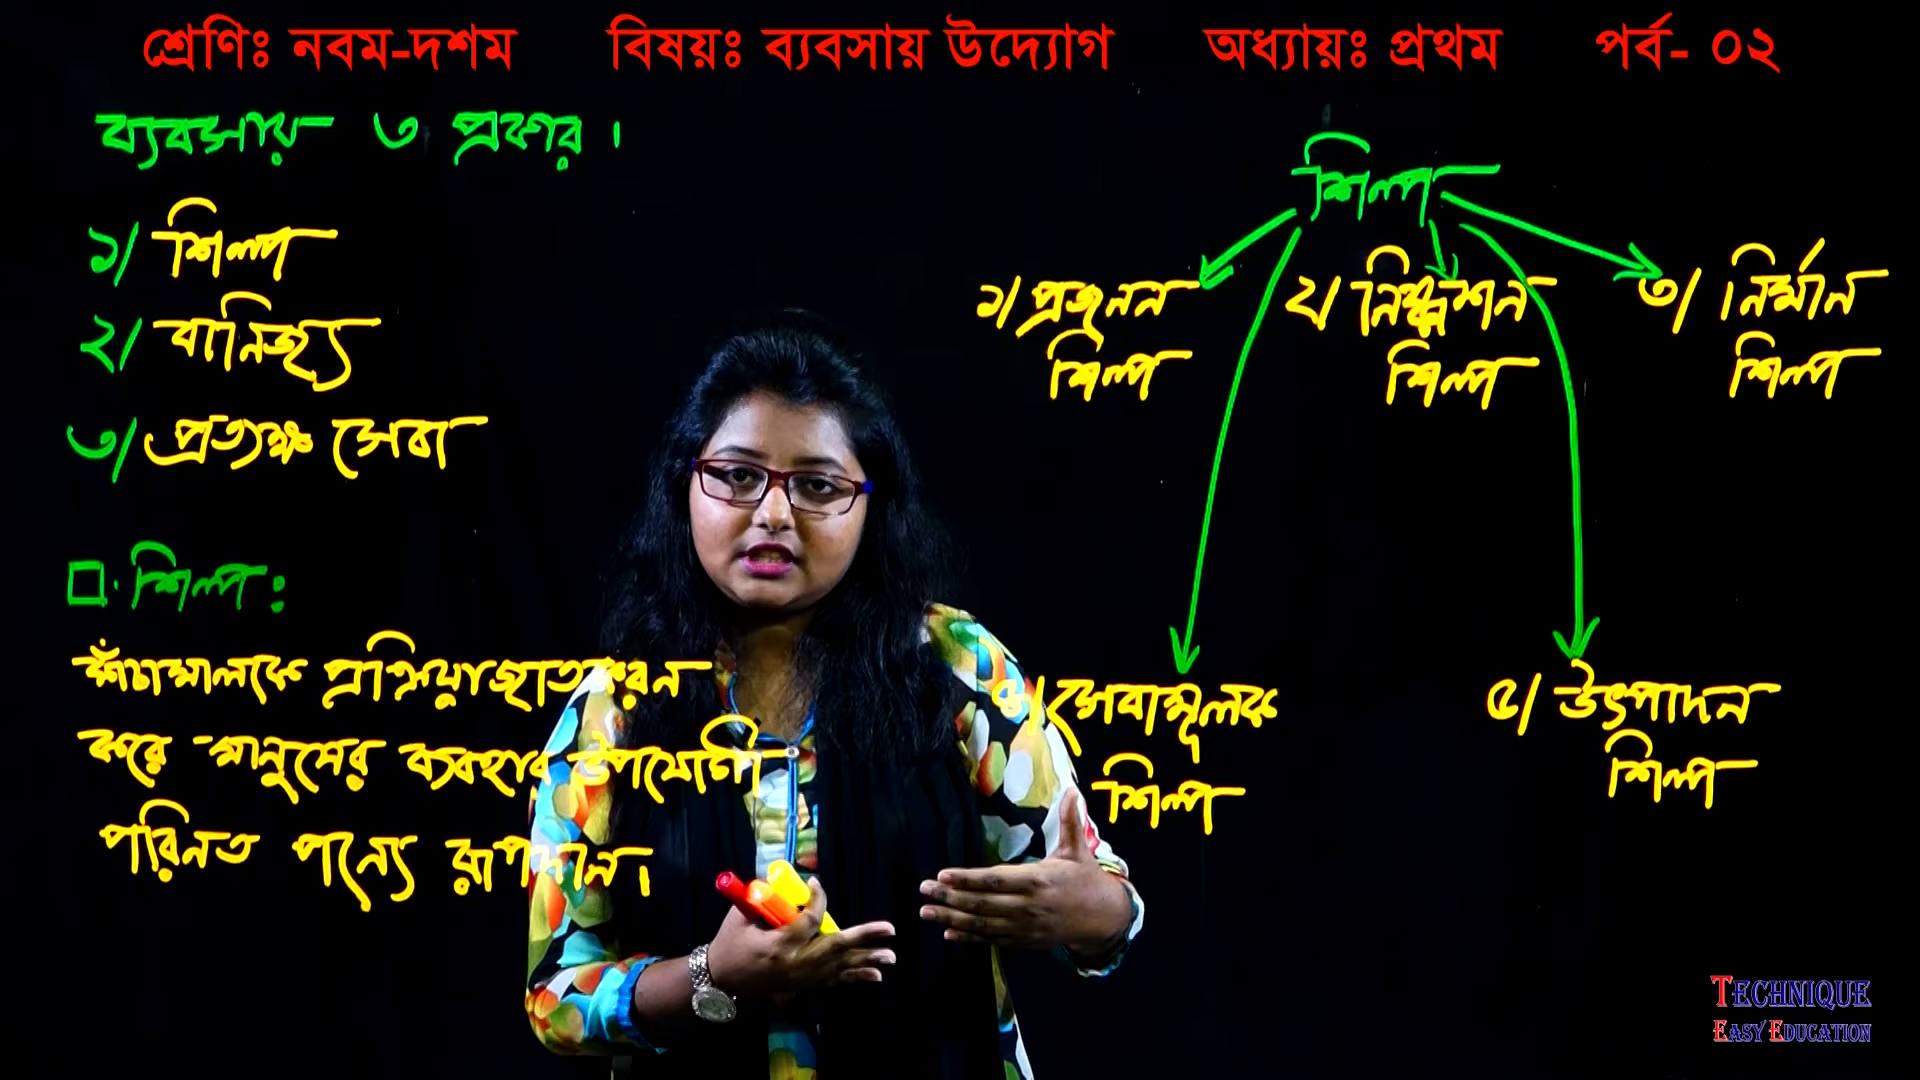 শ্রেণিঃ নবম-দশম বিষয়ঃ ব্যবসায় উদ্যোগ অধ্যায়ঃ প্রথম পর্ব- ০২
ব্যবসায় ৩ প্রকার।
১/ শিল্প
২/ বানিজ্য
৩/ প্রত্যক্ষ সেবা
□. শিল্প:
কাঁচামালকে প্রক্রিয়াজাতকরন
করে মানুষের ব্যবহার উপযোগী
পরিনত পন্যে রূপদান।
শিল্প
১/ প্রজনন শিল্প
২/ নিষ্কাশন শিল্প
৩/ নির্মান শিল্প
৪/ সেবামূলক শিল্প
৫/ উৎপাদন শিল্প
TECHNIQUE
EASY EDUCATION